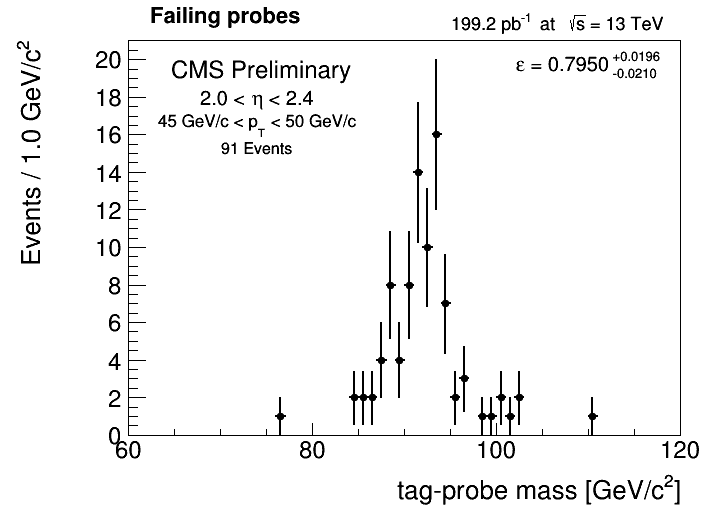 Failing probes
199.2 pb⁻¹ at √s = 13 TeV
CMS Preliminary
2.0 < η < 2.4
45 GeV/c < p_T < 50 GeV/c
91 Events
ε = 0.7950 +0.0196 -0.0210
Events / 1.0 GeV/c²
20
18
16
14
12
10
8
6
4
2
0
60 80 100 120
tag-probe mass [GeV/c²]